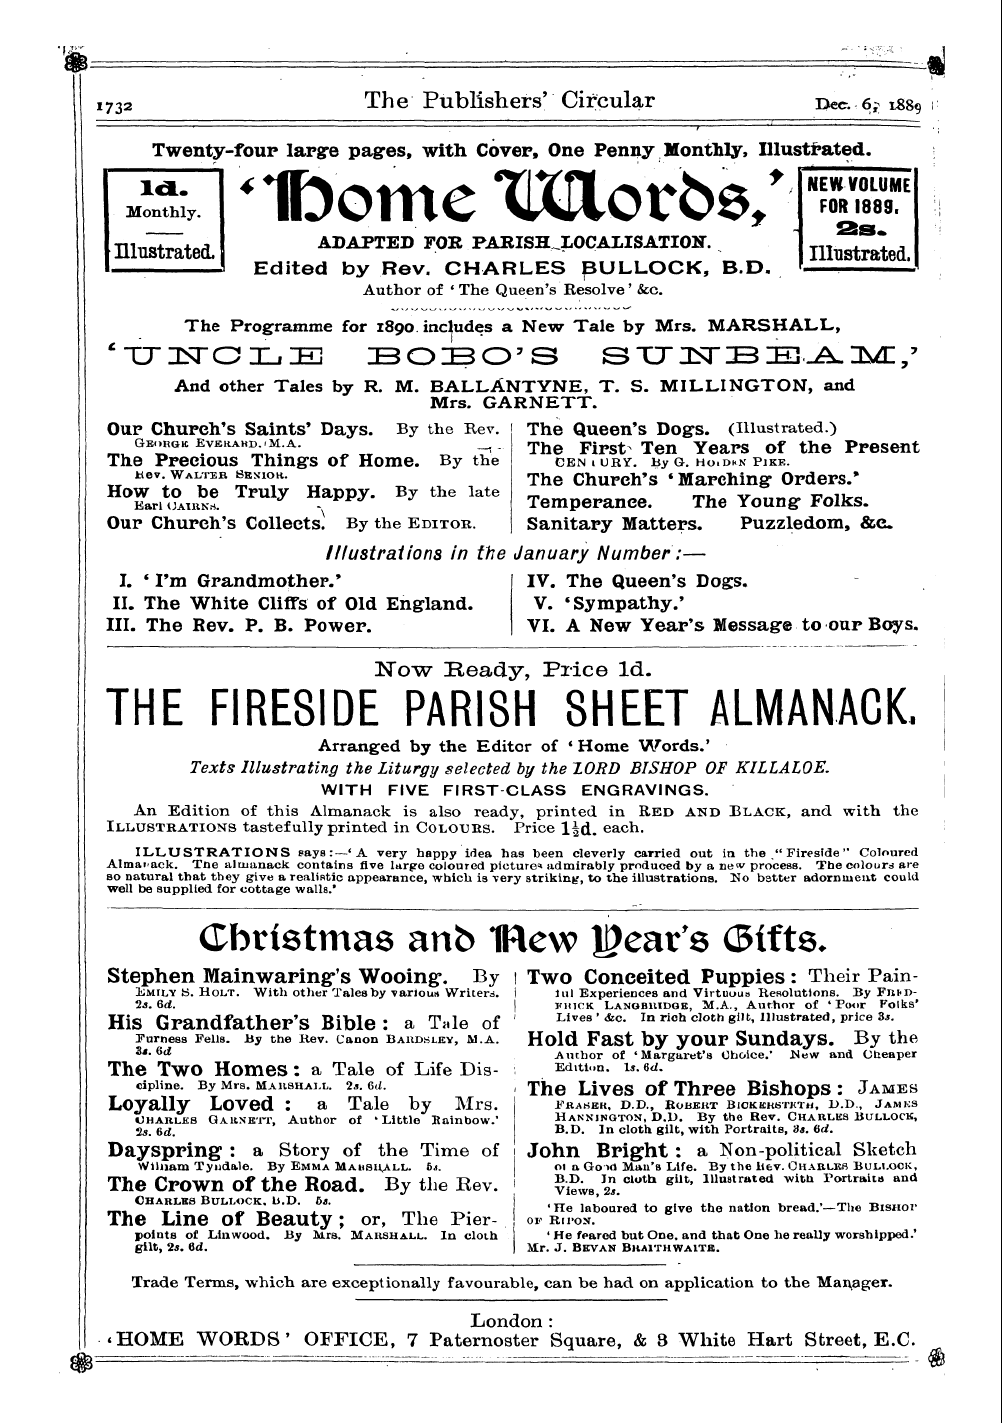 1732
The Publishers' Circular
Dec. 6, 1889
Twenty-four large pages, with Cover, One Penny Monthly, Illustrated.
1d.
Monthly.
Illustrated.
'Home Words,'
NEW VOLUME
FOR 1889.
2s.
Illustrated.
ADAPTED FOR PARISH LOCALISATION.
Edited by Rev. CHARLES BULLOCK, B.D.
Author of 'The Queen's Resolve' &c.
The Programme for 1890 includes a New Tale by Mrs. MARSHALL,
'UNCLE BOBO'S SUNBEAM,'
And other Tales by R. M. BALLANTYNE, T. S. MILLINGTON, and
Mrs. GARNETT.
Our Church's Saints' Days. By the Rev.
GEORGE EVERARD, M.A.
The Precious Things of Home. By the
Rev. WALTER SENIOR.
How to be Truly Happy. By the late
Earl CAIRNS.
Our Church's Collects. By the EDITOR.
The Queen's Dogs. (Illustrated.)
The First Ten Years of the Present
CENTURY. By G. HOLDEN PIKE.
The Church's 'Marching Orders.'
Temperance. The Young Folks.
Sanitary Matters. Puzzledom, &c.
Illustrations in the January Number:—
I. 'I'm Grandmother.'
II. The White Cliffs of Old England.
III. The Rev. P. B. Power.
IV. The Queen's Dogs.
V. 'Sympathy.'
VI. A New Year's Message to our Boys.
Now Ready, Price 1d.
THE FIRESIDE PARISH SHEET ALMANACK.
Arranged by the Editor of 'Home Words.'
Texts Illustrating the Liturgy selected by the LORD BISHOP OF KILLALOE.
WITH FIVE FIRST-CLASS ENGRAVINGS.
An Edition of this Almanack is also ready, printed in RED AND BLACK, and with the
ILLUSTRATIONS tastefully printed in COLOURS. Price 1½d. each.
ILLUSTRATIONS says:—'A very happy idea has been cleverly carried out in the "Fireside" Coloured
Almanack. The almanack contains five large coloured pictures admirably produced by a new process. The colours are
so natural that they give a realistic appearance, which is very striking, to the illustrations. No better adornment could
well be supplied for cottage walls.'
Christmas and New Year's Gifts.
Stephen Mainwaring's Wooing. By
EMILY S. HOLT. With other Tales by various Writers.
2s. 6d.
His Grandfather's Bible: a Tale of
Furness Fells. By the Rev. Canon BARDSLEY, M.A.
3s. 6d
The Two Homes: a Tale of Life Dis-
cipline. By Mrs. MARSHALL. 2s. 6d.
Loyally Loved: a Tale by Mrs.
CHARLES GARNETT, Author of 'Little Rainbow.'
2s. 6d.
Dayspring: a Story of the Time of
William Tyndale. By EMMA MARSHALL. 5s.
The Crown of the Road. By the Rev.
CHARLES BULLOCK, B.D. 5s.
The Line of Beauty; or, The Pier-
points of Linwood. By Mrs. MARSHALL. In cloth
gilt, 2s. 6d.
Two Conceited Puppies: Their Pain-
ful Experiences and Virtuous Resolutions. By FRED-
ERICK LANGBRIDGE, M.A., Author of 'Poor Folks'
Lives' &c. In rich cloth gilt, Illustrated, price 3s.
Hold Fast by your Sundays. By the
Author of 'Margaret's Choice.' New and Cheaper
Edition. 1s. 6d.
The Lives of Three Bishops: JAMES
FRASER, D.D., ROBERT BICKERSTETH, D.D., JAMES
HANNINGTON, D.D. By the Rev. CHARLES BULLOCK,
B.D. In cloth gilt, with Portraits, 3s. 6d.
John Bright: a Non-political Sketch
of a Good Man's Life. By the Rev. CHARLES BULLOCK,
B.D. In cloth gilt, Illustrated with Portraits and
Views, 2s.
'He laboured to give the nation bread.'—The BISHOP
OF RIPON.
'He feared but One, and that One he really worshipped.'
Mr. J. BEVAN BRAITHWAITE.
Trade Terms, which are exceptionally favourable, can be had on application to the Manager.
London:
'HOME WORDS' OFFICE, 7 Paternoster Square, & 8 White Hart Street, E.C.